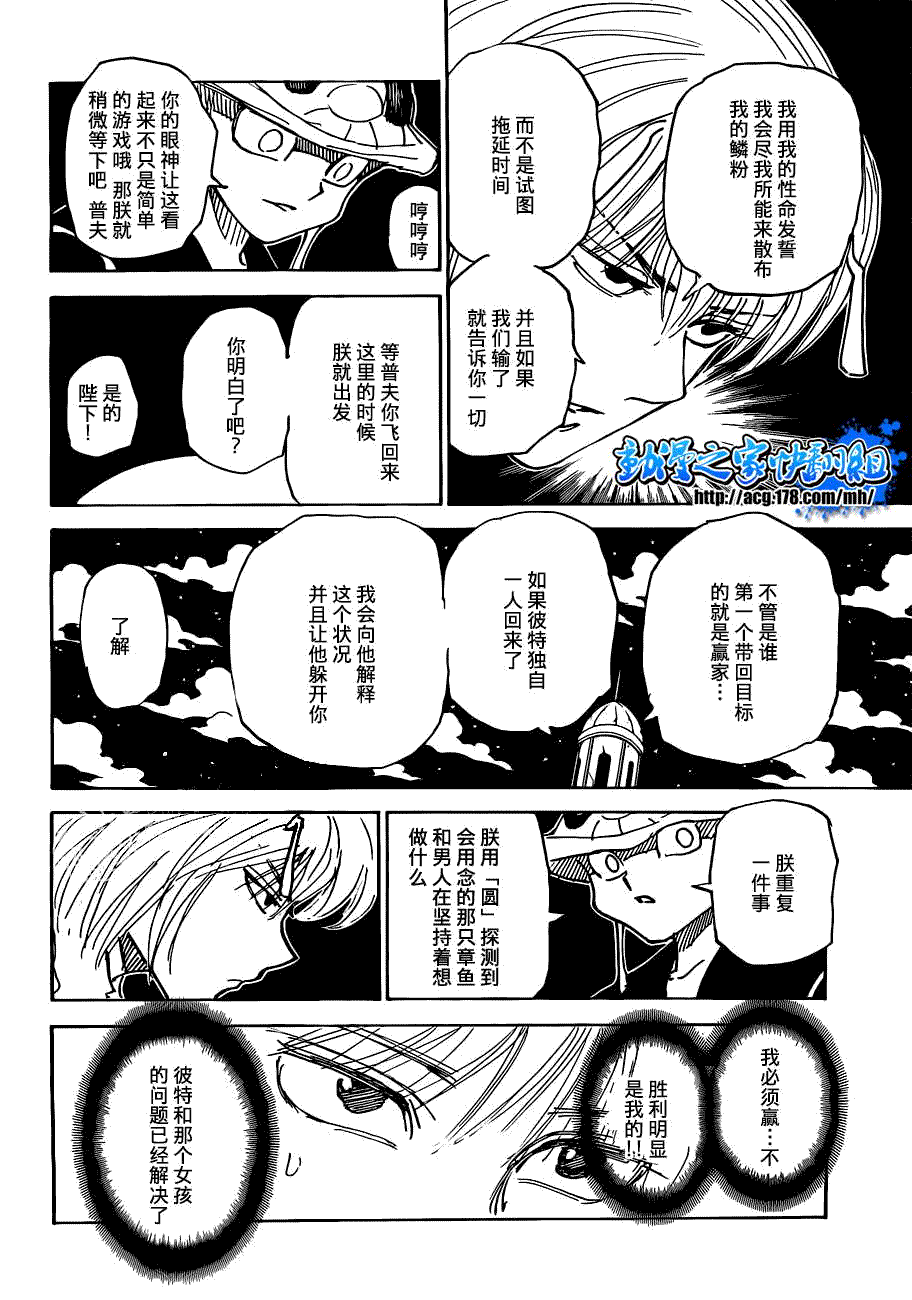 我用我的性命发誓
我会尽我所能来散布
我的鳞粉
而不是试图
拖延时间
并且如果
我们输了
就告诉你一切
哼哼哼
你的眼神让这看
起来不只是简单
的游戏哦 那朕就
稍微等下吧 普夫
等普夫你飞回来
这里的时候
朕就出发
你明白了吧?
是的
陛下!
動漫之家快翻組
http://acg.178.com/mh/
不管是谁
第一个带回目标
的就是赢家…
如果彼特独自
一人回来了
我会向他解释
这个状况
并且让他躲开你
了解
朕重复
一件事
朕用「圆」探测到
会用念的那只章鱼
和男人在坚持着想
做什么
我必须赢…不
胜利明显
是我的!!
彼特和那个女孩
的问题已经解决了